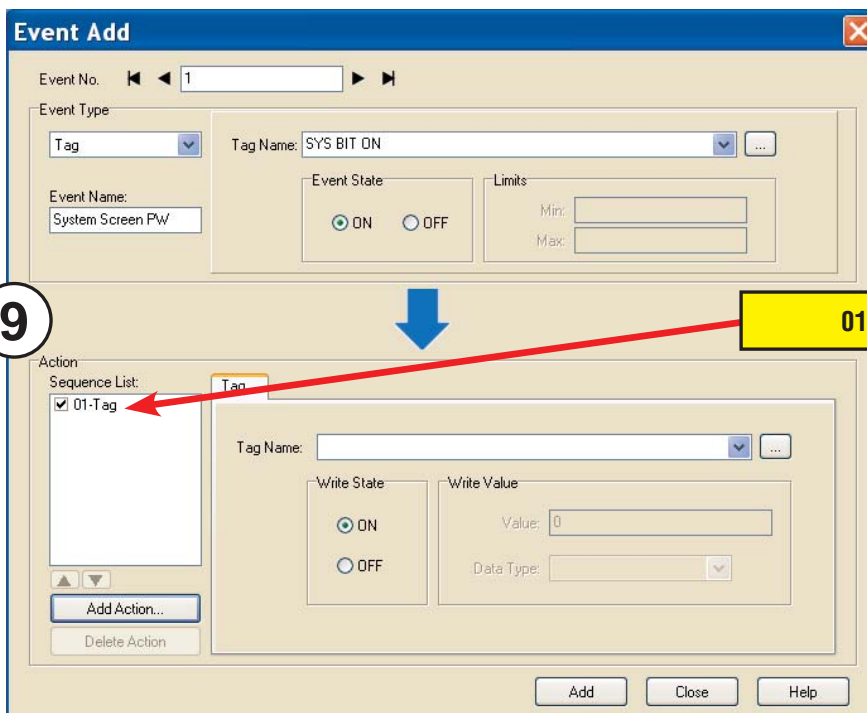 Event Add
Event No. 1
Event Type
Tag
Tag Name: SYS BIT ON ...
Event State
Limits
Event Name:
System Screen PW
ON OFF
Min:
Max:
9
01
Action
Sequence List:
Tag
01-Tag
Tag Name: ...
Write State
Write Value
ON
Value: 0
OFF
Data Type:
Add Action...
Delete Action
Add Close Help